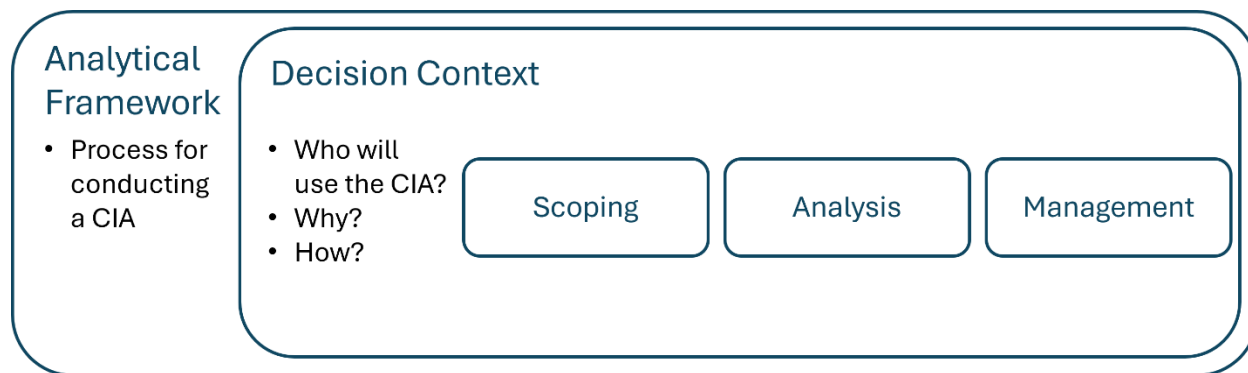 Analytical
Framework
• Process for
conducting
a CIA
Decision Context
• Who will
use the CIA?
• Why?
• How?
Scoping
Analysis
Management